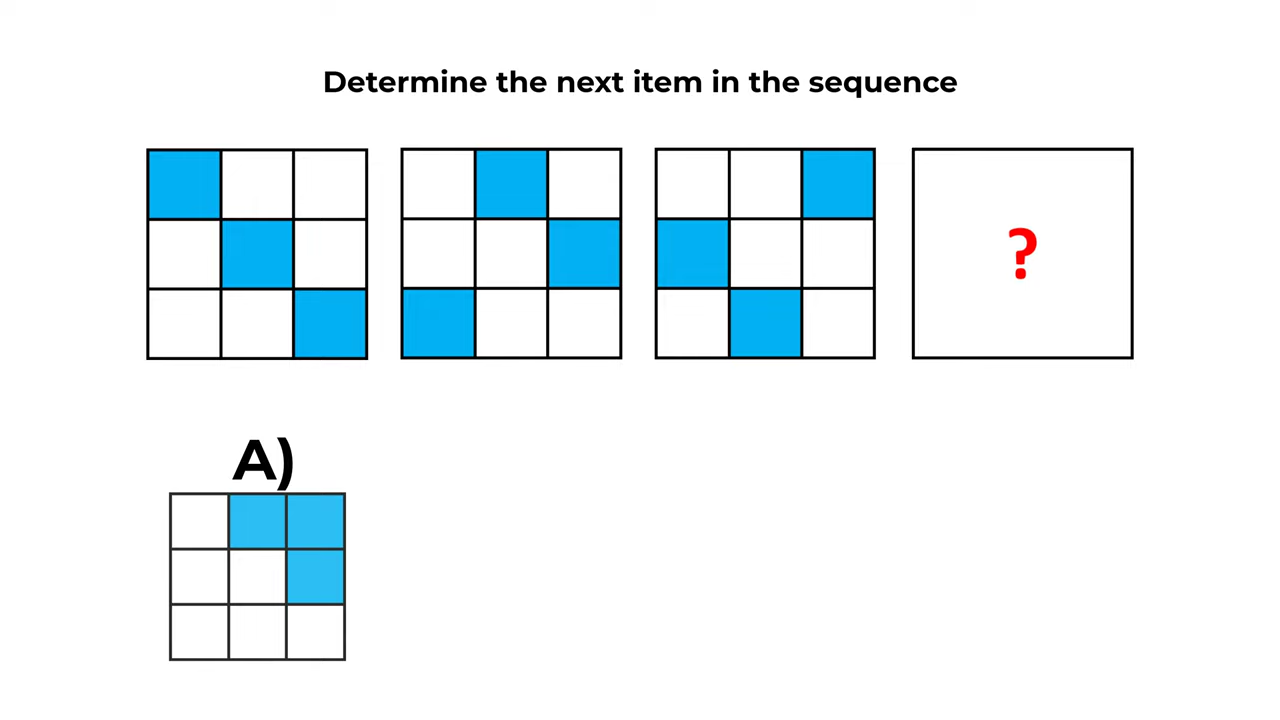 Determine the next item in the sequence
?
A)